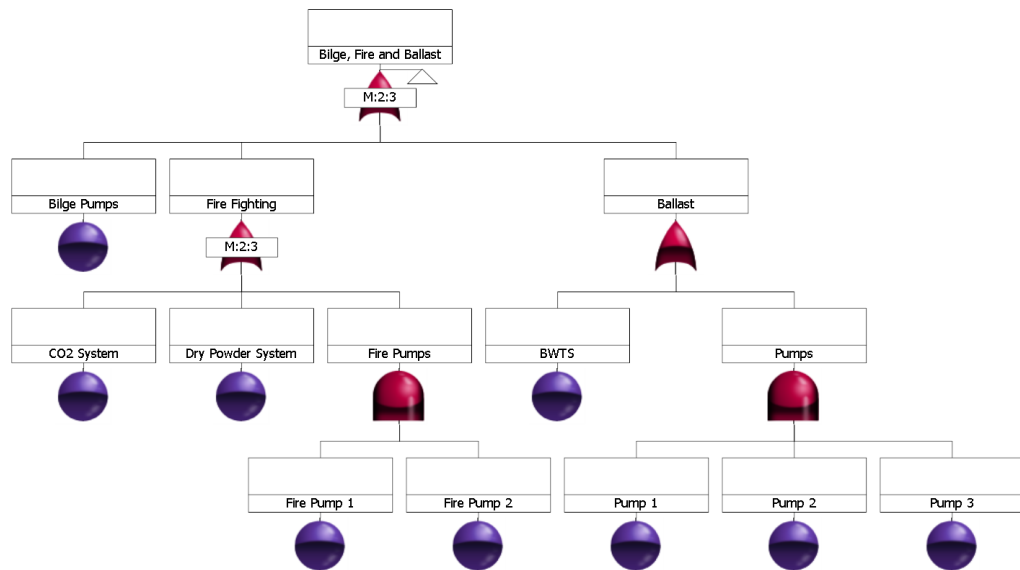 Bilge, Fire and Ballast
M:2:3
Bilge Pumps
Fire Fighting
Ballast
M:2:3
CO2 System
Dry Powder System
Fire Pumps
BWTS
Pumps
Fire Pump 1
Fire Pump 2
Pump 1
Pump 2
Pump 3